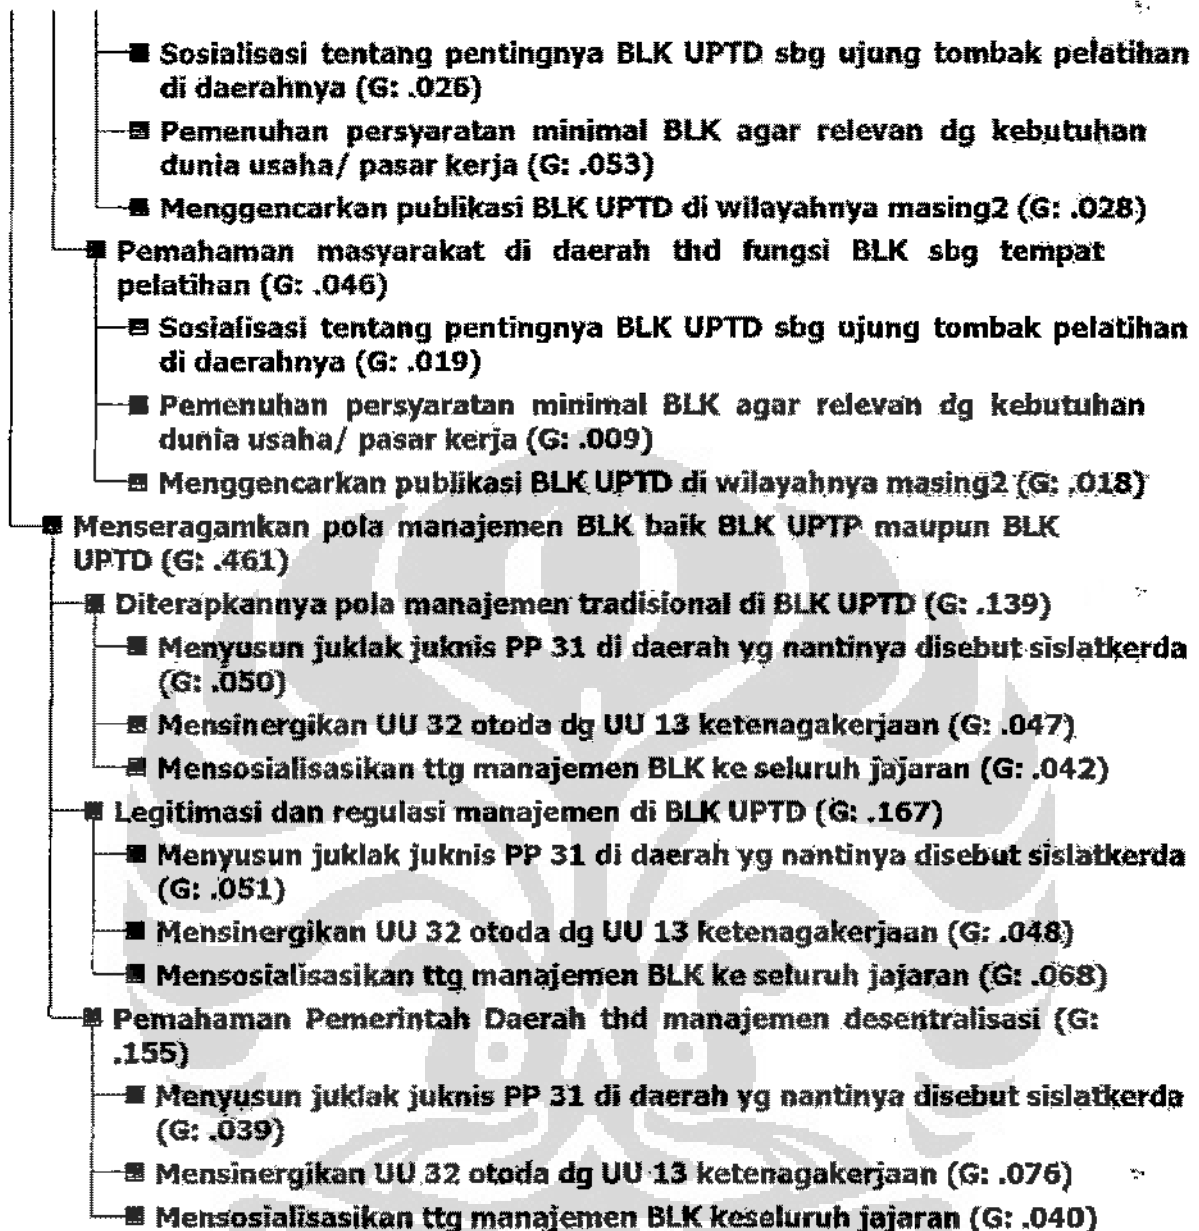 Sosialisasi tentang pentingnya BLK UPTD sbg ujung tombak pelatihan
di daerahnya (G: .026)
Pemenuhan persyaratan minimal BLK agar relevan dg kebutuhan
dunia usaha/ pasar kerja (G: .053)
Menggencarkan publikasi BLK UPTD di wilayahnya masing2 (G: .028)
Pemahaman masyarakat di daerah thd fungsi BLK sbg tempat
pelatihan (G: .046)
Sosialisasi tentang pentingnya BLK UPTD sbg ujung tombak pelatihan
di daerahnya (G: .019)
Pemenuhan persyaratan minimal BLK agar relevan dg kebutuhan
dunia usaha/ pasar kerja (G: .009)
Menggencarkan publikasi BLK UPTD di wilayahnya masing2 (G: .018)
Menseragamkan pola manajemen BLK baik BLK UPTP maupun BLK
UPTD (G: .461)
Diterapkannya pola manajemen tradisional di BLK UPTD (G: .139)
Menyusun juklak juknis PP 31 di daerah yg nantinya disebut sislatkerda
(G: .050)
Mensinergikan UU 32 otoda dg UU 13 ketenagakerjaan (G: .047)
Mensosialisasikan ttg manajemen BLK ke seluruh jajaran (G: .042)
Legitimasi dan regulasi manajemen di BLK UPTD (G: .167)
Menyusun juklak juknis PP 31 di daerah yg nantinya disebut sislatkerda
(G: .051)
Mensinergikan UU 32 otoda dg UU 13 ketenagakerjaan (G: .048)
Mensosialisasikan ttg manajemen BLK ke seluruh jajaran (G: .068)
Pemahaman Pemerintah Daerah thd manajemen desentralisasi (G:
.155)
Menyusun juklak juknis PP 31 di daerah yg nantinya disebut sislatkerda
(G: .039)
Mensinergikan UU 32 otoda dg UU 13 ketenagakerjaan (G: .076)
Mensosialisasikan ttg manajemen BLK keseluruh jajaran (G: .040)